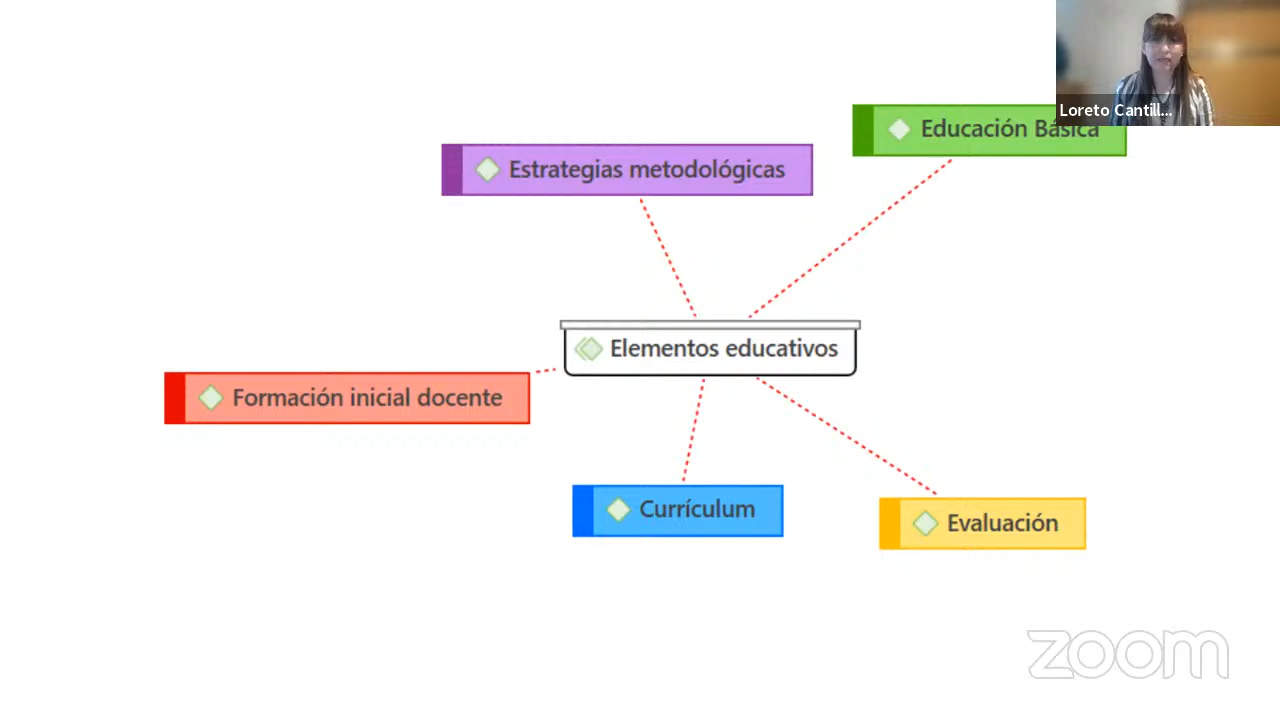 Loreto Cantill...
Educación Básica
Estrategias metodológicas
Elementos educativos
Formación inicial docente
Currículum
Evaluación
zoom